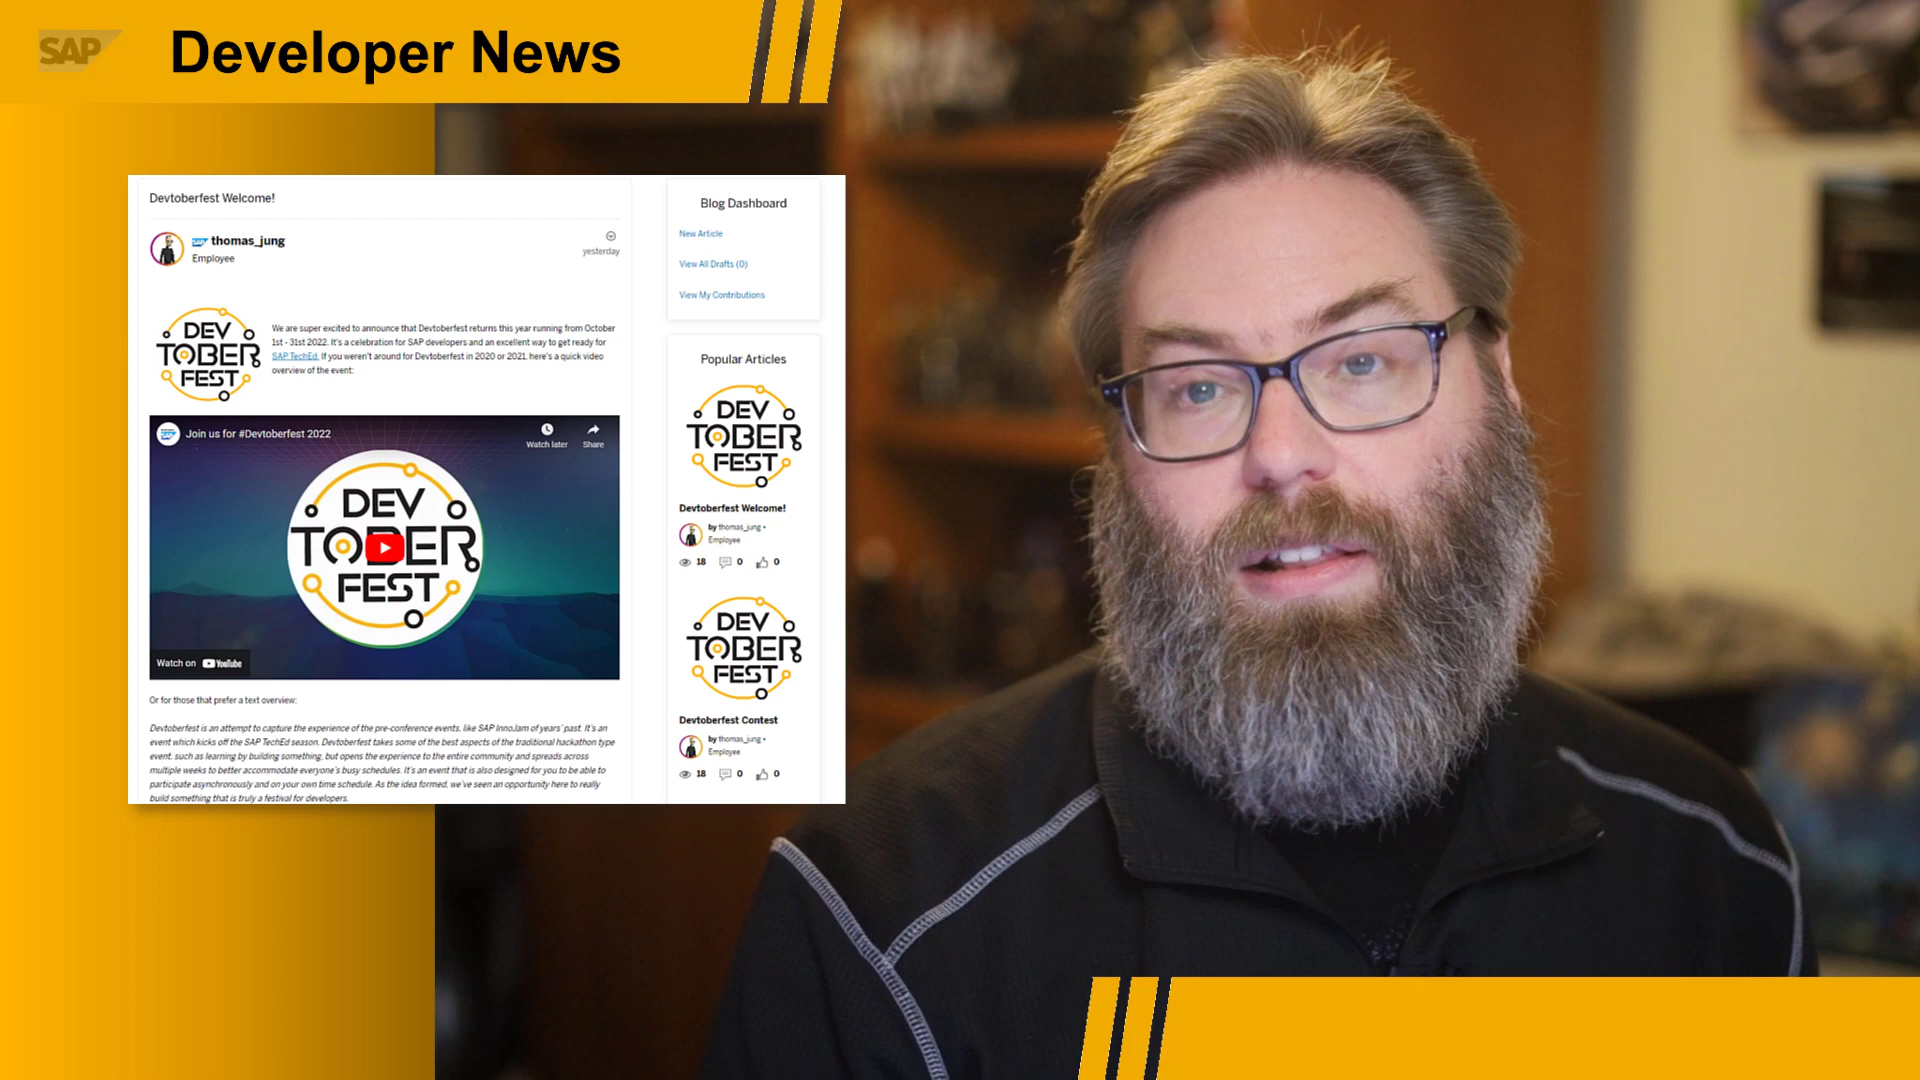 SAP
Developer News
Devtoberfest Welcome!
SAP thomas_jung
Employee
yesterday
DEV
TOBER
FEST
We are super excited to announce that Devtoberfest returns this year running from October
1st - 31st 2022. It's a celebration for SAP developers and an excellent way to get ready for
SAP TechEd. If you weren't around for Devtoberfest in 2020 or 2021, here's a quick video
overview of the event:
Join us for #Devtoberfest 2022
Watch later
Share
DEV
TOBER
FEST
Watch on YouTube
Or for those that prefer a text overview:
Devtoberfest is an attempt to capture the experience of the pre-conference events, like SAP InnoJam of years' past. It's an
event which kicks off the SAP TechEd season. Devtoberfest takes some of the best aspects of the traditional hackathon type
event, such as learning by building something, but opens the experience to the entire community and spreads across
multiple weeks to better accommodate everyone's busy schedules. It's an event that is also designed for you to be able to
participate asynchronously and on your own time schedule. As the idea formed, we've seen an opportunity here to really
build something that is truly a festival for developers.
Blog Dashboard
New Article
View All Drafts (0)
View My Contributions
Popular Articles
DEV
TOBER
FEST
Devtoberfest Welcome!
by thomas_jung •
Employee
18 0 0
DEV
TOBER
FEST
Devtoberfest Contest
by thomas_jung •
Employee
18 0 0